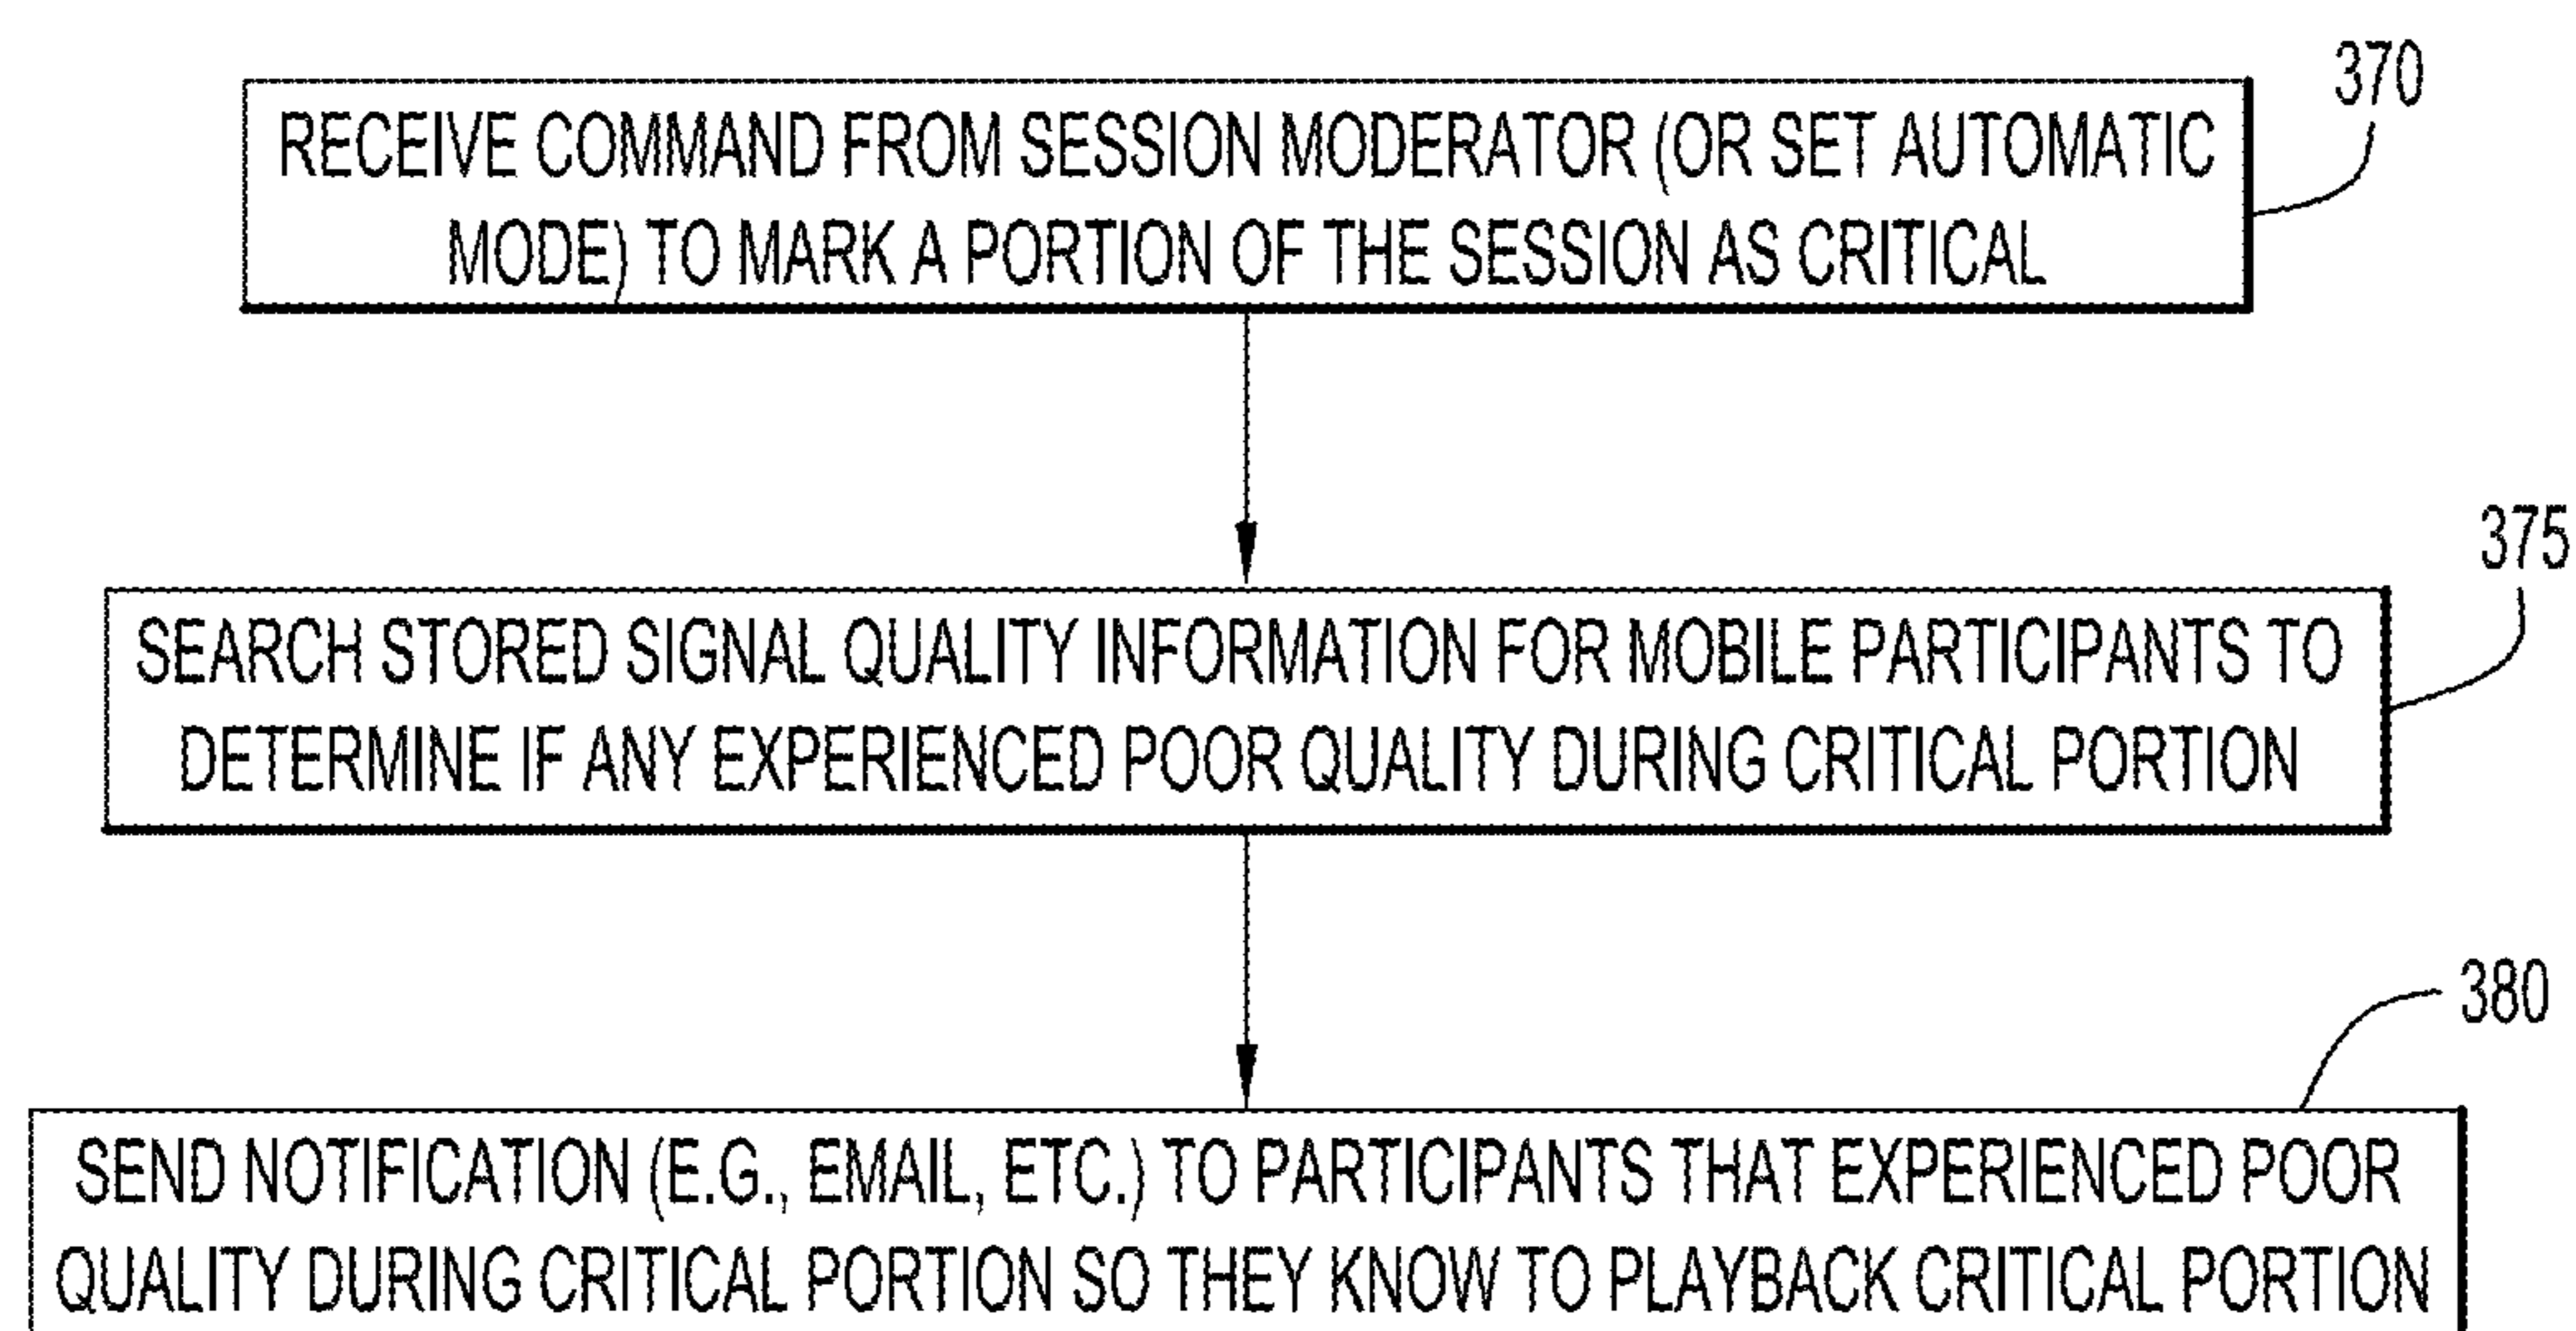 370
RECEIVE COMMAND FROM SESSION MODERATOR (OR SET AUTOMATIC
MODE) TO MARK A PORTION OF THE SESSION AS CRITICAL
375
SEARCH STORED SIGNAL QUALITY INFORMATION FOR MOBILE PARTICIPANTS TO
DETERMINE IF ANY EXPERIENCED POOR QUALITY DURING CRITICAL PORTION
380
SEND NOTIFICATION (E.G., EMAIL, ETC.) TO PARTICIPANTS THAT EXPERIENCED POOR
QUALITY DURING CRITICAL PORTION SO THEY KNOW TO PLAYBACK CRITICAL PORTION